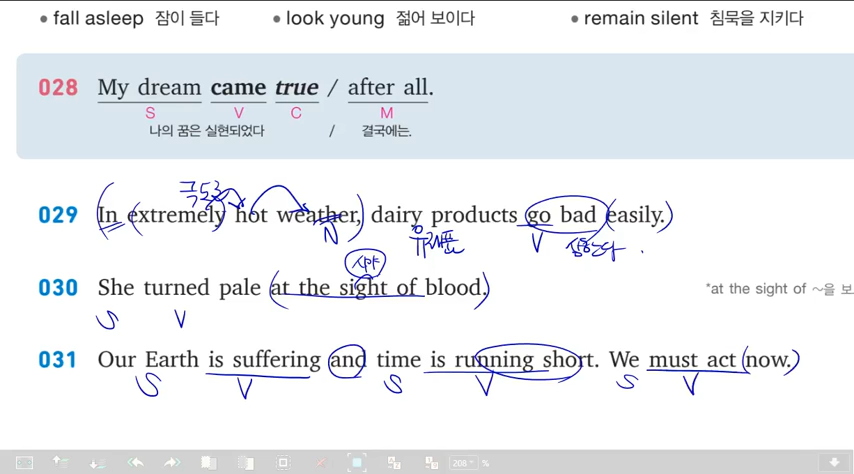 • fall asleep 잠이 들다 • look young 젊어 보이다 • remain silent 침묵을 지키다
028 My dream came true / after all.
S V C M
나의 꿈은 실현되었다 / 결국에는.
029 In (extremely) hot weather, dairy products go bad (easily.)
N 유제품 V 상하다
030 She turned pale (at the sight of blood.) *at the sight of ~을 보
S V
031 Our Earth is suffering and time is running short. We must act (now.)
S V S V S V
208 %